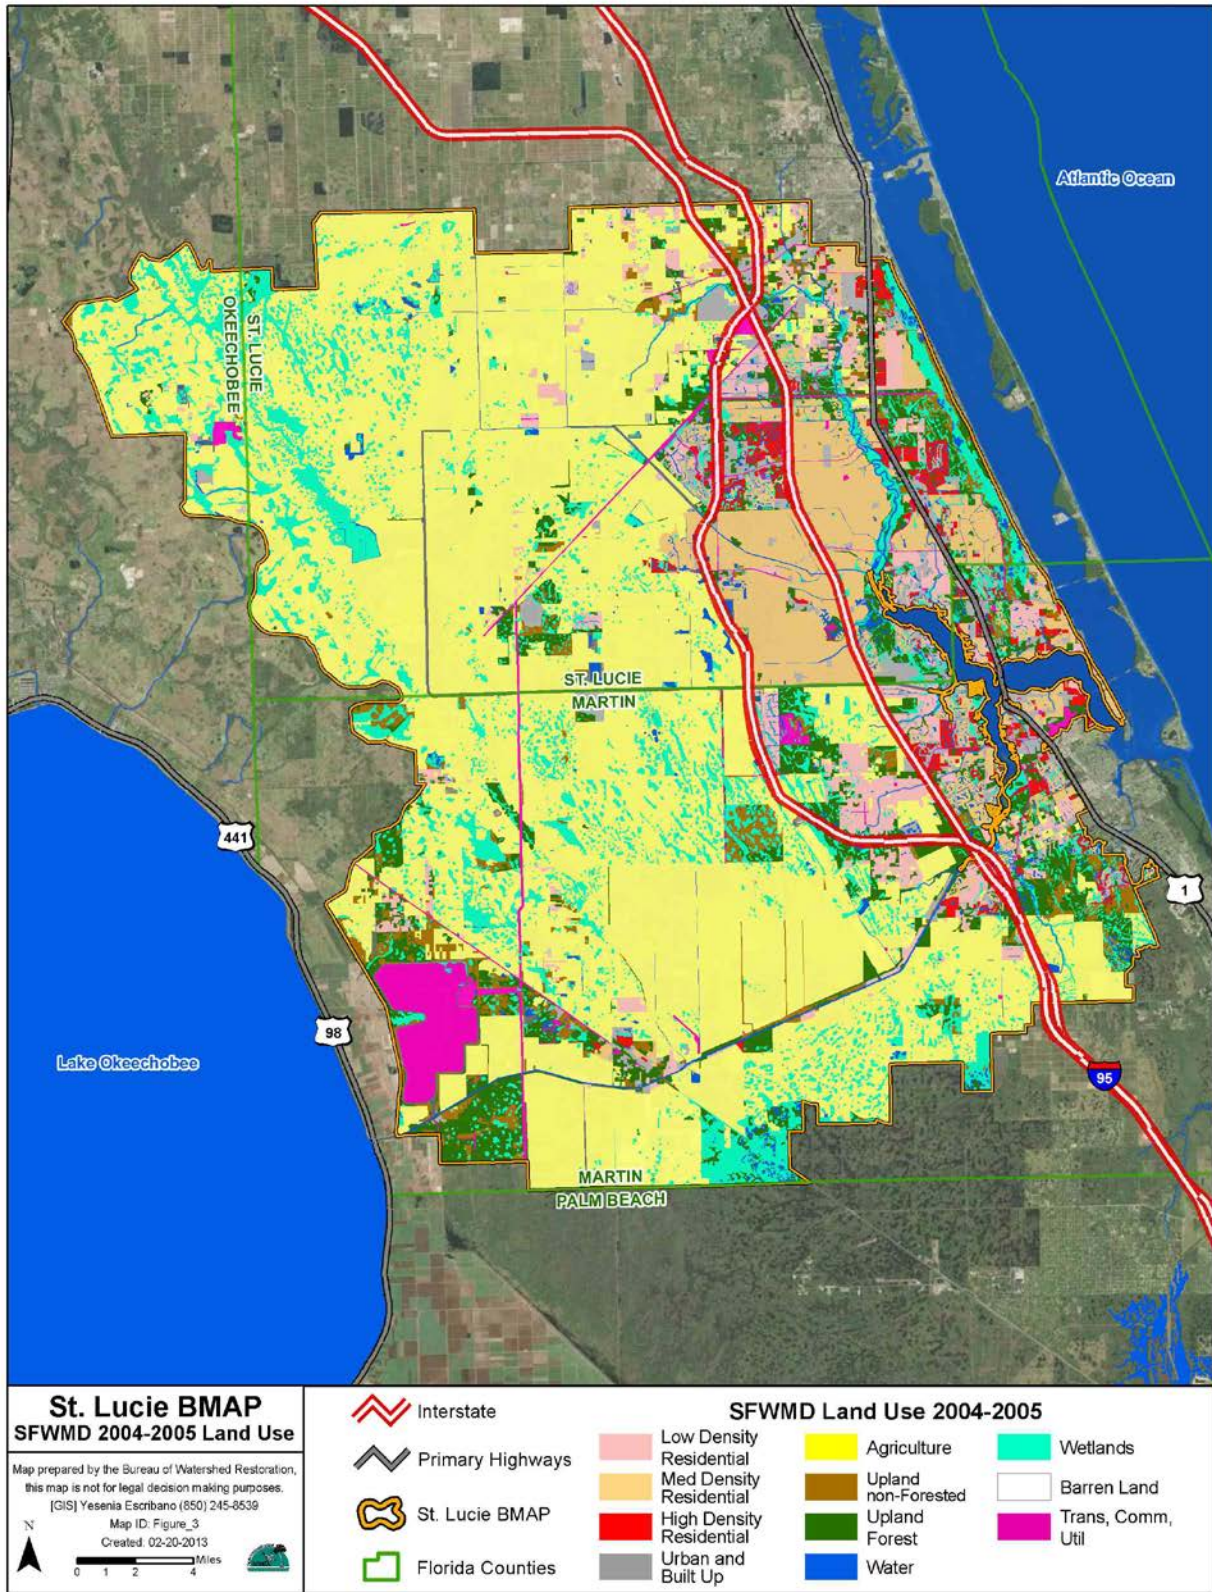 Atlantic Ocean
OKEECHOBEE
ST. LUCIE
ST. LUCIE
MARTIN
441
1
98
Lake Okeechobee
95
MARTIN
PALM BEACH
St. Lucie BMAP
SFWMD 2004-2005 Land Use
Map prepared by the Bureau of Watershed Restoration,
this map is not for legal decision making purposes.
[GIS] Yesenia Escribano (850) 245-8539
Map ID: Figure_3
Created: 02-20-2013
N
0 1 2 4 Miles
Interstate
Primary Highways
St. Lucie BMAP
Florida Counties
SFWMD Land Use 2004-2005
Low Density
Residential
Med Density
Residential
High Density
Residential
Urban and
Built Up
Agriculture
Upland
non-Forested
Upland
Forest
Water
Wetlands
Barren Land
Trans, Comm,
Util